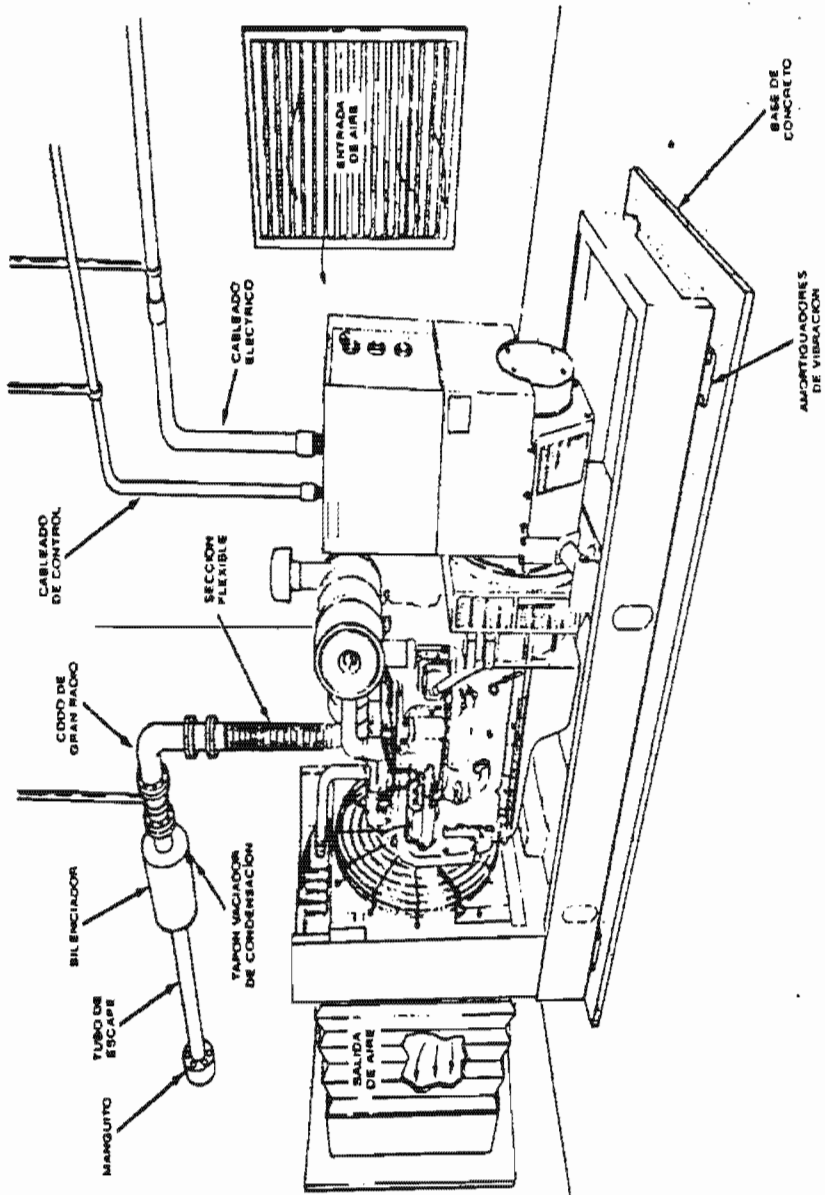 MANGUITO
TUBO DE
ESCAPE
SILENCIADOR
TAPON VACIADOR
DE CONDENSACION
CODO DE
GRAN RADIO
SECCION
FLEXIBLE
CABLEADO
DE CONTROL
CABLEADO
ELECTRICO
ENTRADA
DE AIRE
SALIDA
DE AIRE
AMORTIGUADORES
DE VIBRACION
BASE DE
CONCRETO